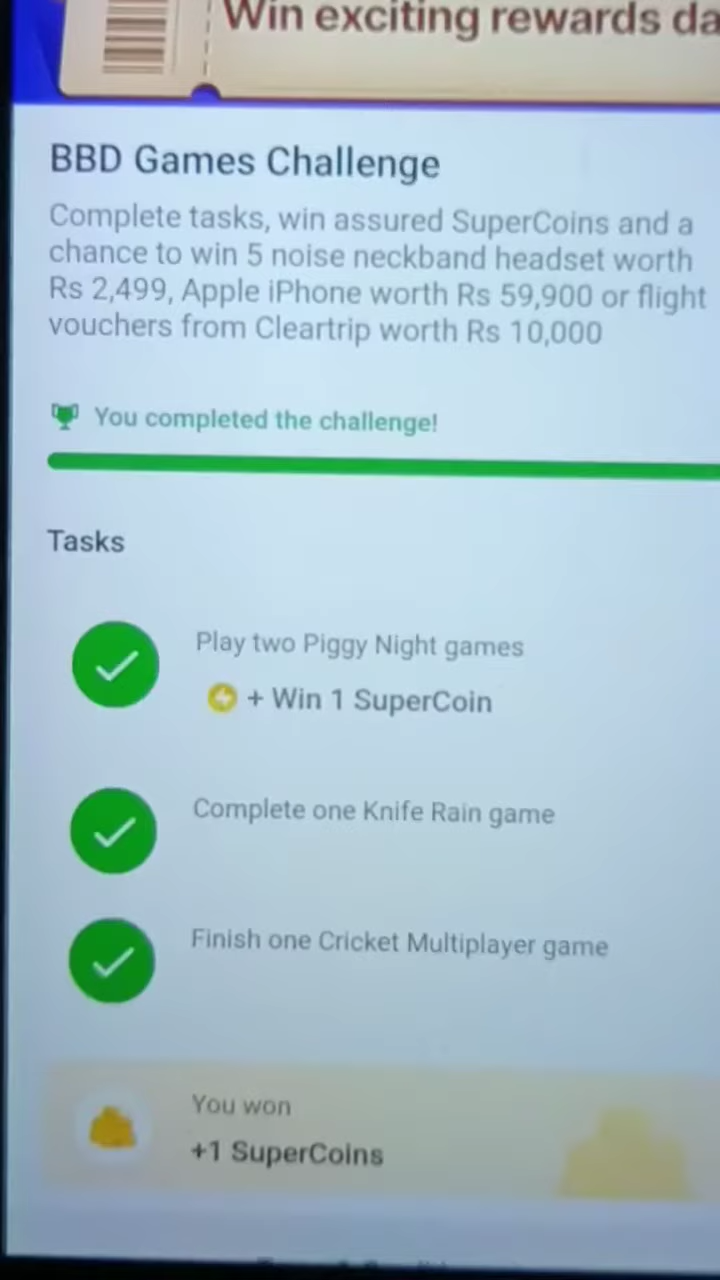 Win exciting rewards da
BBD Games Challenge
Complete tasks, win assured SuperCoins and a
chance to win 5 noise neckband headset worth
Rs 2,499, Apple iPhone worth Rs 59,900 or flight
vouchers from Cleartrip worth Rs 10,000
You completed the challenge!
Tasks
Play two Piggy Night games
+ Win 1 SuperCoin
Complete one Knife Rain game
Finish one Cricket Multiplayer game
You won
+1 SuperCoins